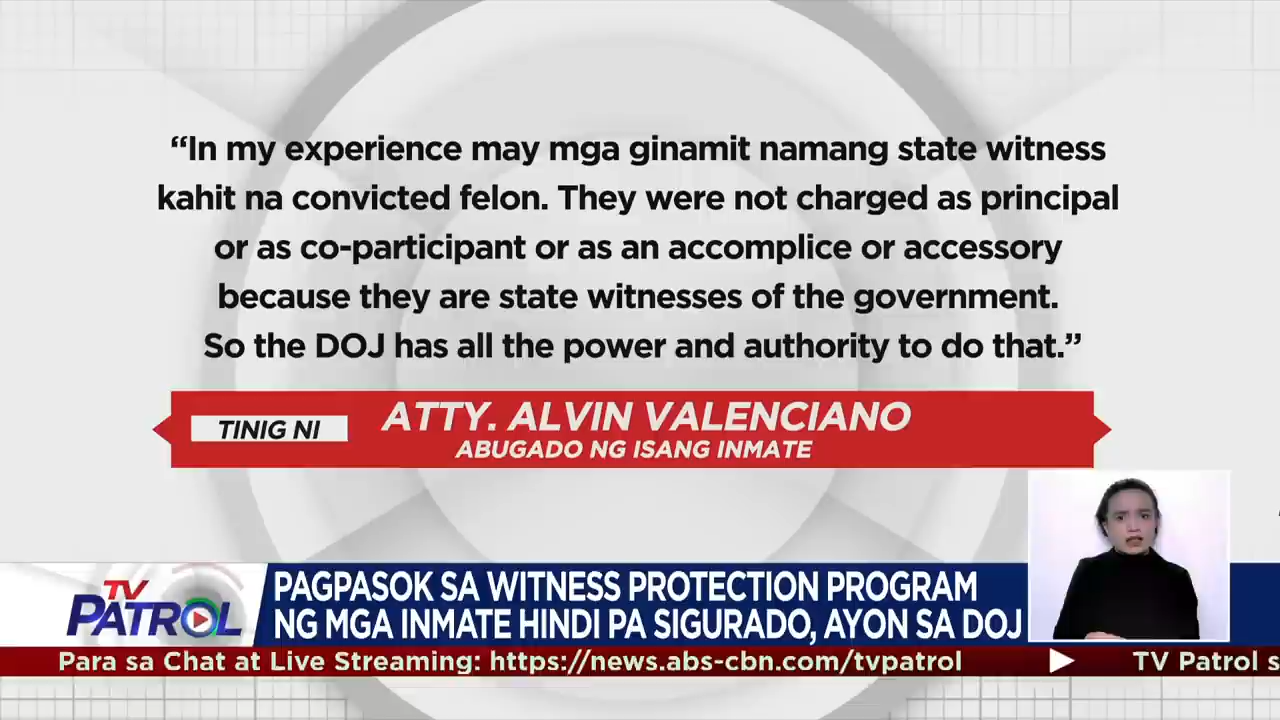 “In my experience may mga ginamit namang state witness
kahit na convicted felon. They were not charged as principal
or as co-participant or as an accomplice or accessory
because they are state witnesses of the government.
So the DOJ has all the power and authority to do that.”
TINIG NI
ATTY. ALVIN VALENCIANO
ABUGADO NG ISANG INMATE
TV
PATROL
PAGPASOK SA WITNESS PROTECTION PROGRAM
NG MGA INMATE HINDI PA SIGURADO, AYON SA DOJ
Para sa Chat at Live Streaming: https://news.abs-cbn.com/tvpatrol
TV Patrol s